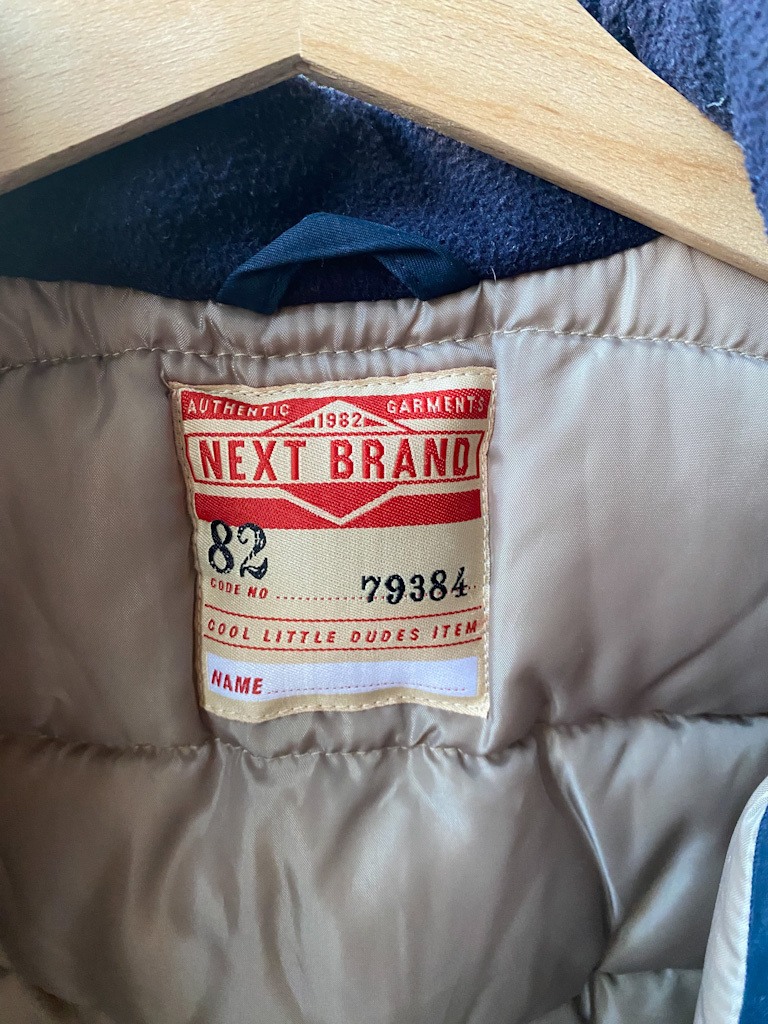 AUTHENTIC GARMENTS
1982
NEXT BRAND
82
CODE NO 79384
COOL LITTLE DUDES ITEM
NAME